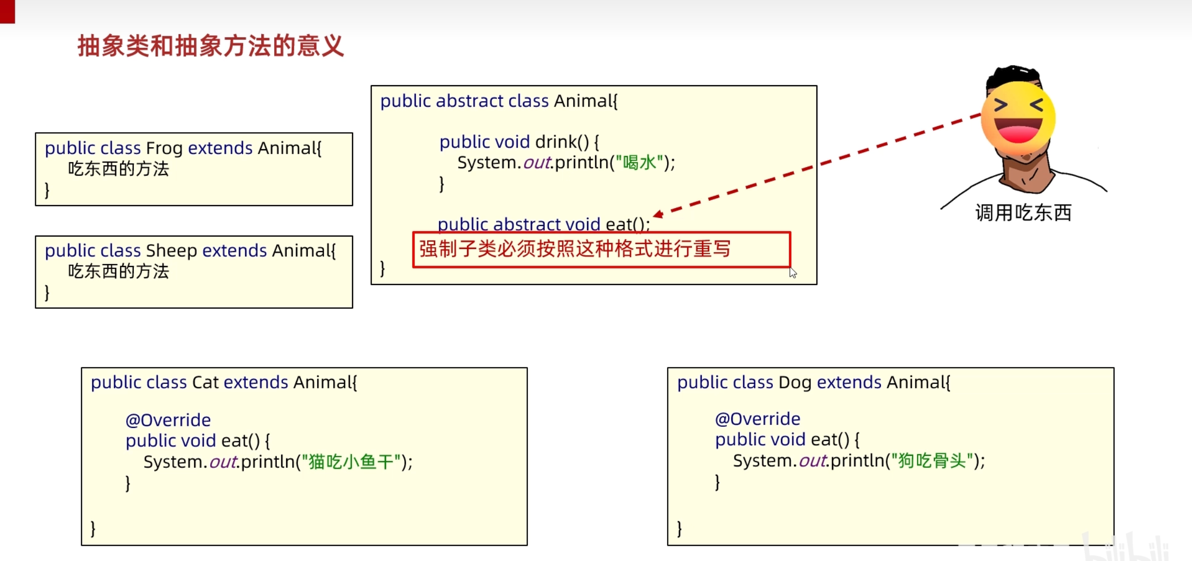 抽象类和抽象方法的意义
public abstract class Animal{
public void drink() {
System.out.println("喝水");
}
public abstract void eat();
强制子类必须按照这种格式进行重写
}
public class Frog extends Animal{
吃东西的方法
}
public class Sheep extends Animal{
吃东西的方法
}
调用吃东西
public class Cat extends Animal{
@Override
public void eat() {
System.out.println("猫吃小鱼干");
}
}
public class Dog extends Animal{
@Override
public void eat() {
System.out.println("狗吃骨头");
}
}
bilibili